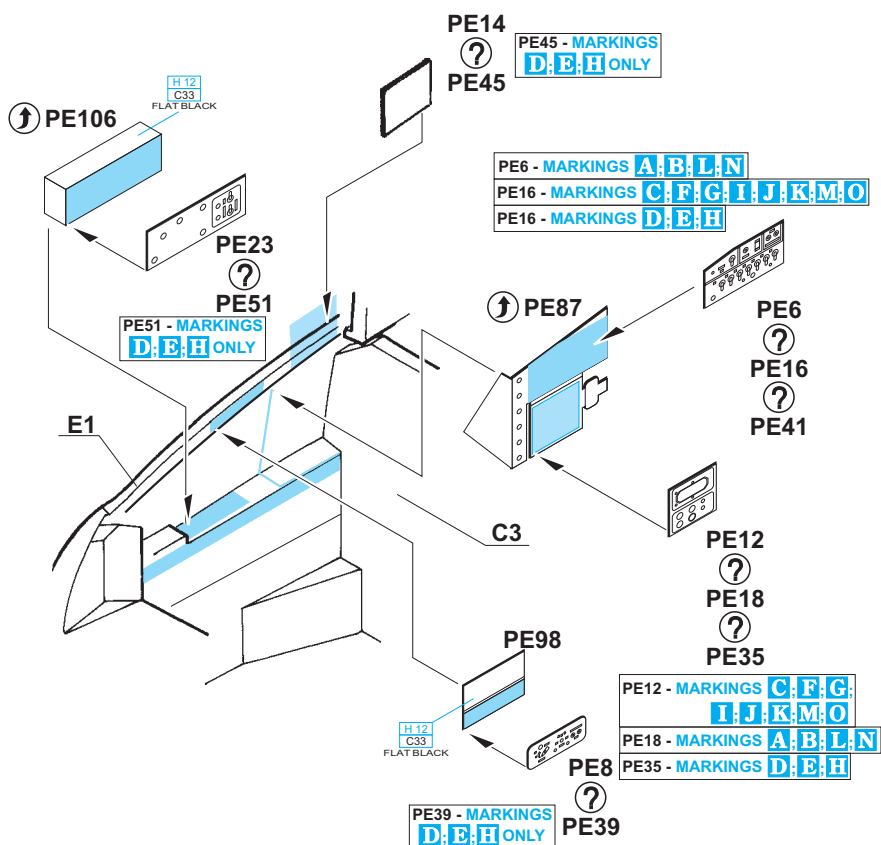 PE14
?
PE45
PE45 - MARKINGS
D;E;H ONLY
H 12
C33
FLAT BLACK
PE106
PE6 - MARKINGS A;B;L;N
PE16 - MARKINGS C;F;G;I;J;K;M;O
PE16 - MARKINGS D;E;H
PE23
?
PE51
PE51 - MARKINGS
D;E;H ONLY
PE87
PE6
?
PE16
?
PE41
E1
C3
PE12
?
PE18
?
PE35
PE98
PE12 - MARKINGS C;F;G;
I;J;K;M;O
PE18 - MARKINGS A;B;L;N
PE35 - MARKINGS D;E;H
H 12
C33
FLAT BLACK
PE8
?
PE39
PE39 - MARKINGS
D;E;H ONLY